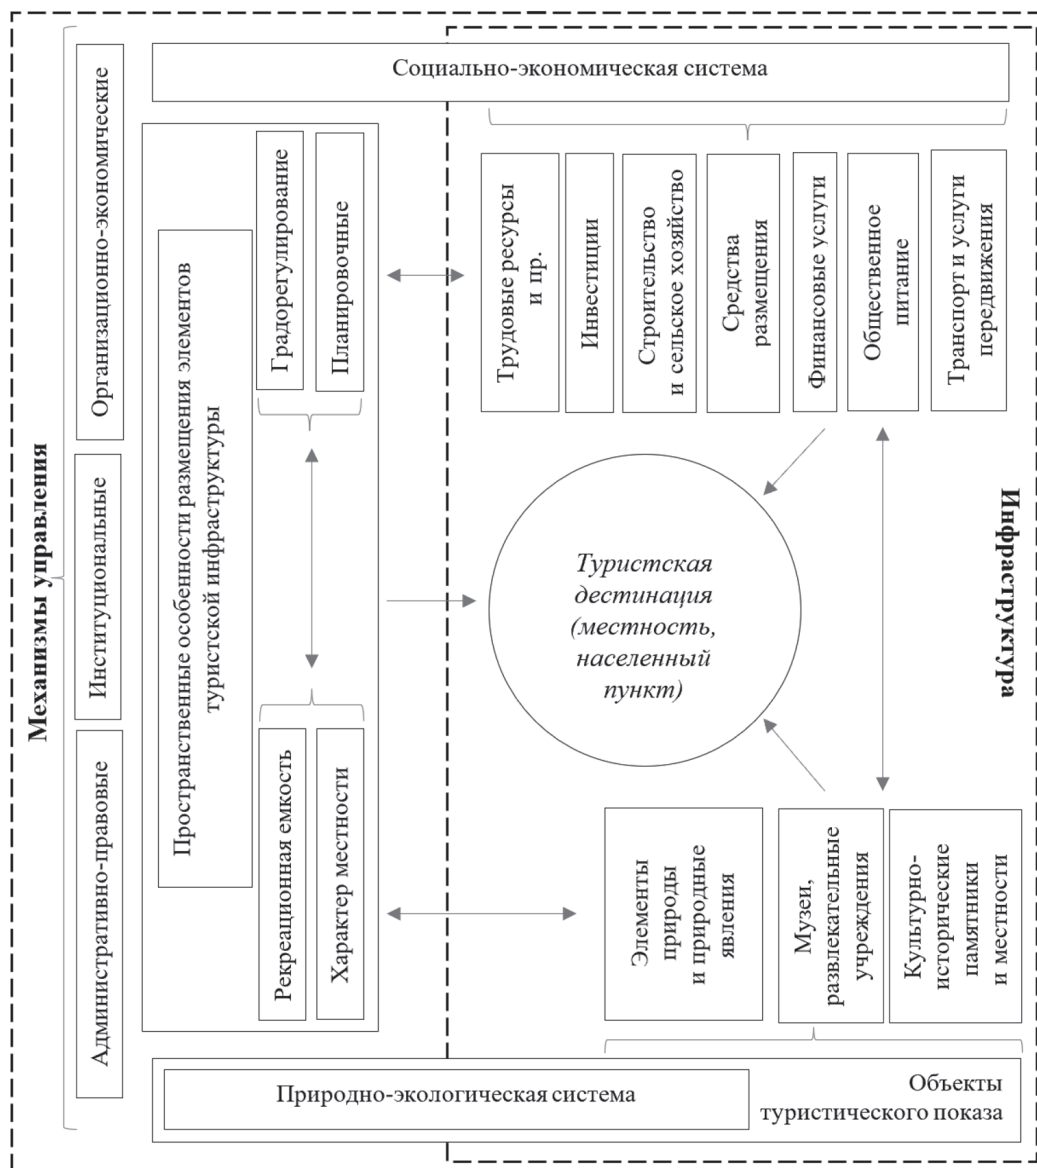 Механизмы управления
Организационно-экономические
Институциональные
Административно-правовые
Социально-экономическая система
Пространственные особенности размещения элементов
туристской инфраструктуры
Градорегулирование
Планировочные
Рекреационная емкость
Характер местности
Трудовые ресурсы
и пр.
Инвестиции
Строительство
и сельское хозяйство
Средства
размещения
Финансовые услуги
Общественное
питание
Транспорт и услуги
передвижения
Туристская
дестинация
(местность,
населенный
пункт)
Инфраструктура
Элементы
природы
и природные
явления
Музеи,
развлекательные
учреждения
Культурно-
исторические
памятники
и местности
Природно-экологическая система
Объекты
туристического показа